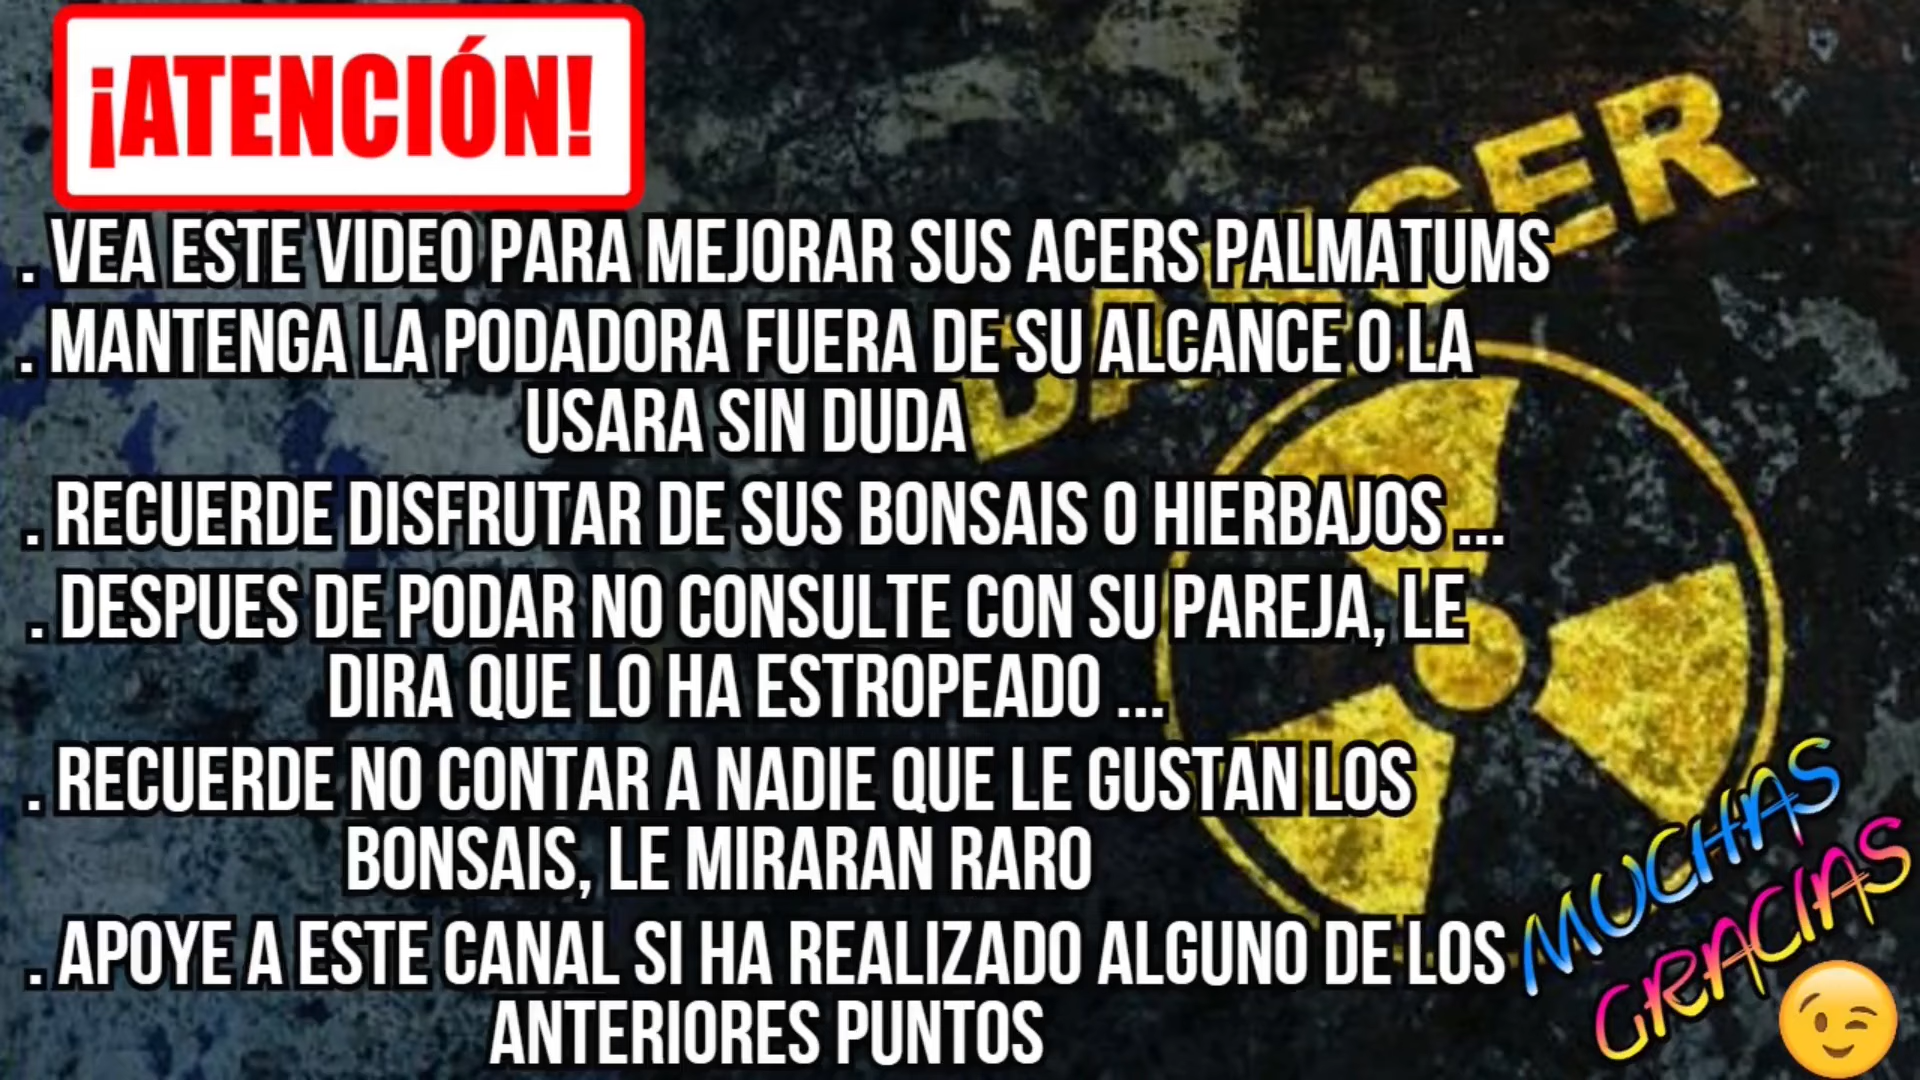 ¡ATENCIÓN!
DANGER
. VEA ESTE VIDEO PARA MEJORAR SUS ACERS PALMATUMS
. MANTENGA LA PODADORA FUERA DE SU ALCANCE O LA
USARA SIN DUDA
. RECUERDE DISFRUTAR DE SUS BONSAIS O HIERBAJOS ...
. DESPUES DE PODAR NO CONSULTE CON SU PAREJA, LE
DIRA QUE LO HA ESTROPEADO ...
. RECUERDE NO CONTAR A NADIE QUE LE GUSTAN LOS
BONSAIS, LE MIRARAN RARO
. APOYE A ESTE CANAL SI HA REALIZADO ALGUNO DE LOS
ANTERIORES PUNTOS
MUCHAS
GRACIAS